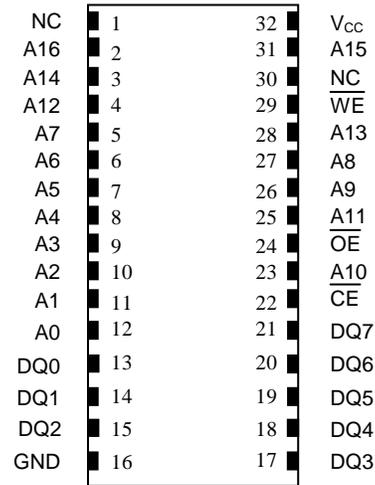 NC 1 32 VCC
A16 2 31 A15
A14 3 30 NC
A12 4 29 WE
A7 5 28 A13
A6 6 27 A8
A5 7 26 A9
A4 8 25 A11
A3 9 24 OE
A2 10 23 A10
A1 11 22 CE
A0 12 21 DQ7
DQ0 13 20 DQ6
DQ1 14 19 DQ5
DQ2 15 18 DQ4
GND 16 17 DQ3